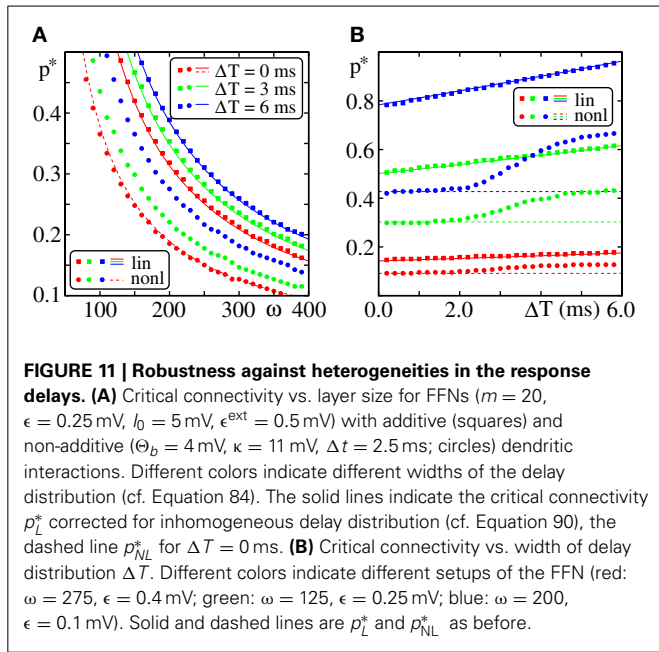 A
B
p*
ΔT = 0 ms
ΔT = 3 ms
ΔT = 6 ms
0.4
0.3
0.2
0.1
lin
nonl
100
200
300
ω
400
p*
0.8
0.6
0.4
0.2
lin
nonl
0.0
2.0
ΔT (ms)
6.0
FIGURE 11 | Robustness against heterogeneities in the response
delays. (A) Critical connectivity vs. layer size for FFNs (m = 20,
ϵ = 0.25 mV, l₀ = 5 mV, ϵᵉˣᵗ = 0.5 mV) with additive (squares) and
non-additive (Θ_b = 4 mV, κ = 11 mV, Δt = 2.5 ms; circles) dendritic
interactions. Different colors indicate different widths of the delay
distribution (cf. Equation 84). The solid lines indicate the critical connectivity
p*_L corrected for inhomogeneous delay distribution (cf. Equation 90), the
dashed line p*_NL for ΔT = 0 ms. (B) Critical connectivity vs. width of delay
distribution ΔT. Different colors indicate different setups of the FFN (red:
ω = 275, ϵ = 0.4 mV; green: ω = 125, ϵ = 0.25 mV; blue: ω = 200,
ϵ = 0.1 mV). Solid and dashed lines are p*_L and p*_NL as before.